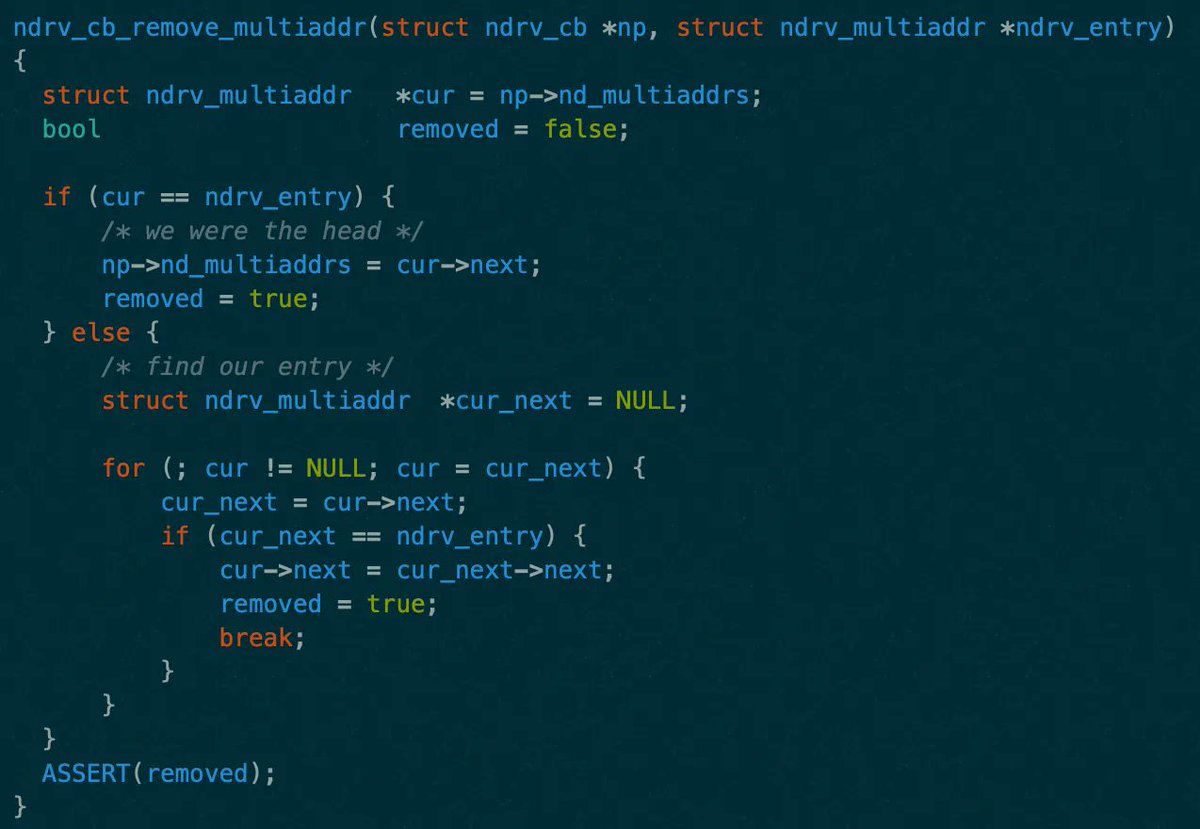 ndrv_cb_remove_multiaddr(struct ndrv_cb *np, struct ndrv_multiaddr *ndrv_entry)
{
  struct ndrv_multiaddr   *cur = np->nd_multiaddrs;
  bool                    removed = false;

  if (cur == ndrv_entry) {
      /* we were the head */
      np->nd_multiaddrs = cur->next;
      removed = true;
  } else {
      /* find our entry */
      struct ndrv_multiaddr  *cur_next = NULL;

      for (; cur != NULL; cur = cur_next) {
          cur_next = cur->next;
          if (cur_next == ndrv_entry) {
              cur->next = cur_next->next;
              removed = true;
              break;
          }
      }
  }
  ASSERT(removed);
}